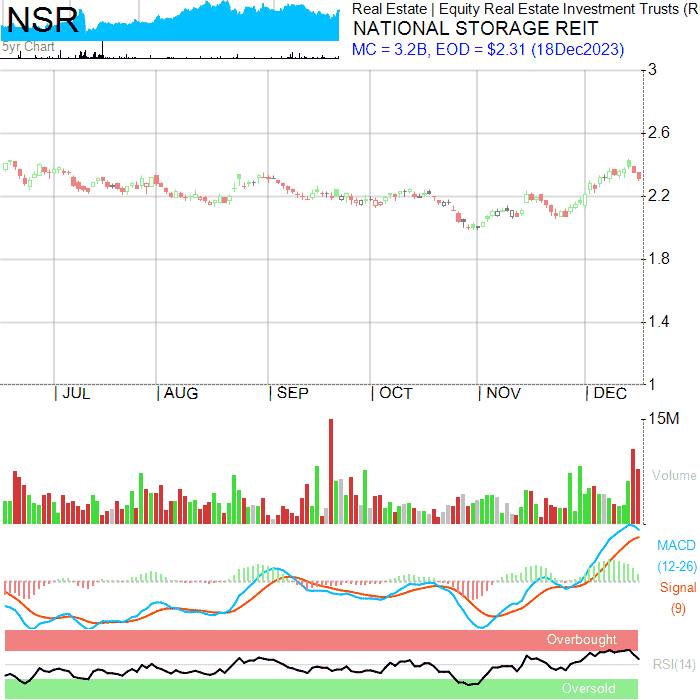 NSR
5yr Chart
Real Estate | Equity Real Estate Investment Trusts (R
NATIONAL STORAGE REIT
MC = 3.2B, EOD = $2.31 (18Dec2023)
3
2.6
2.2
1.8
1.4
1
| JUL | AUG | SEP | OCT | NOV | DEC
15M
Volume
MACD
(12-26)
Signal
(9)
Overbought
RSI(14)
Oversold